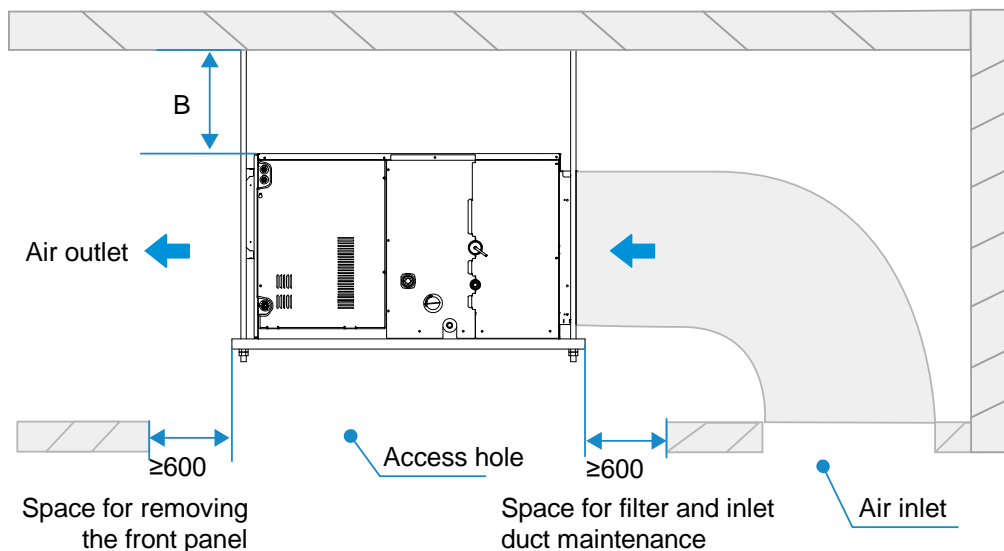 B
Air outlet
≥600
Access hole
≥600
Space for removing
the front panel
Space for filter and inlet
duct maintenance
Air inlet